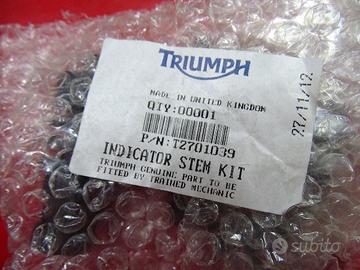 TRIUMPH
MADE IN UNITED KINGDOM
QTY:00001
P/N:T2701039
INDICATOR STEM KIT
TRIUMPH GENUINE PART TO BE
FITTED BY TRAINED MECHANIC
27/11/12
subito